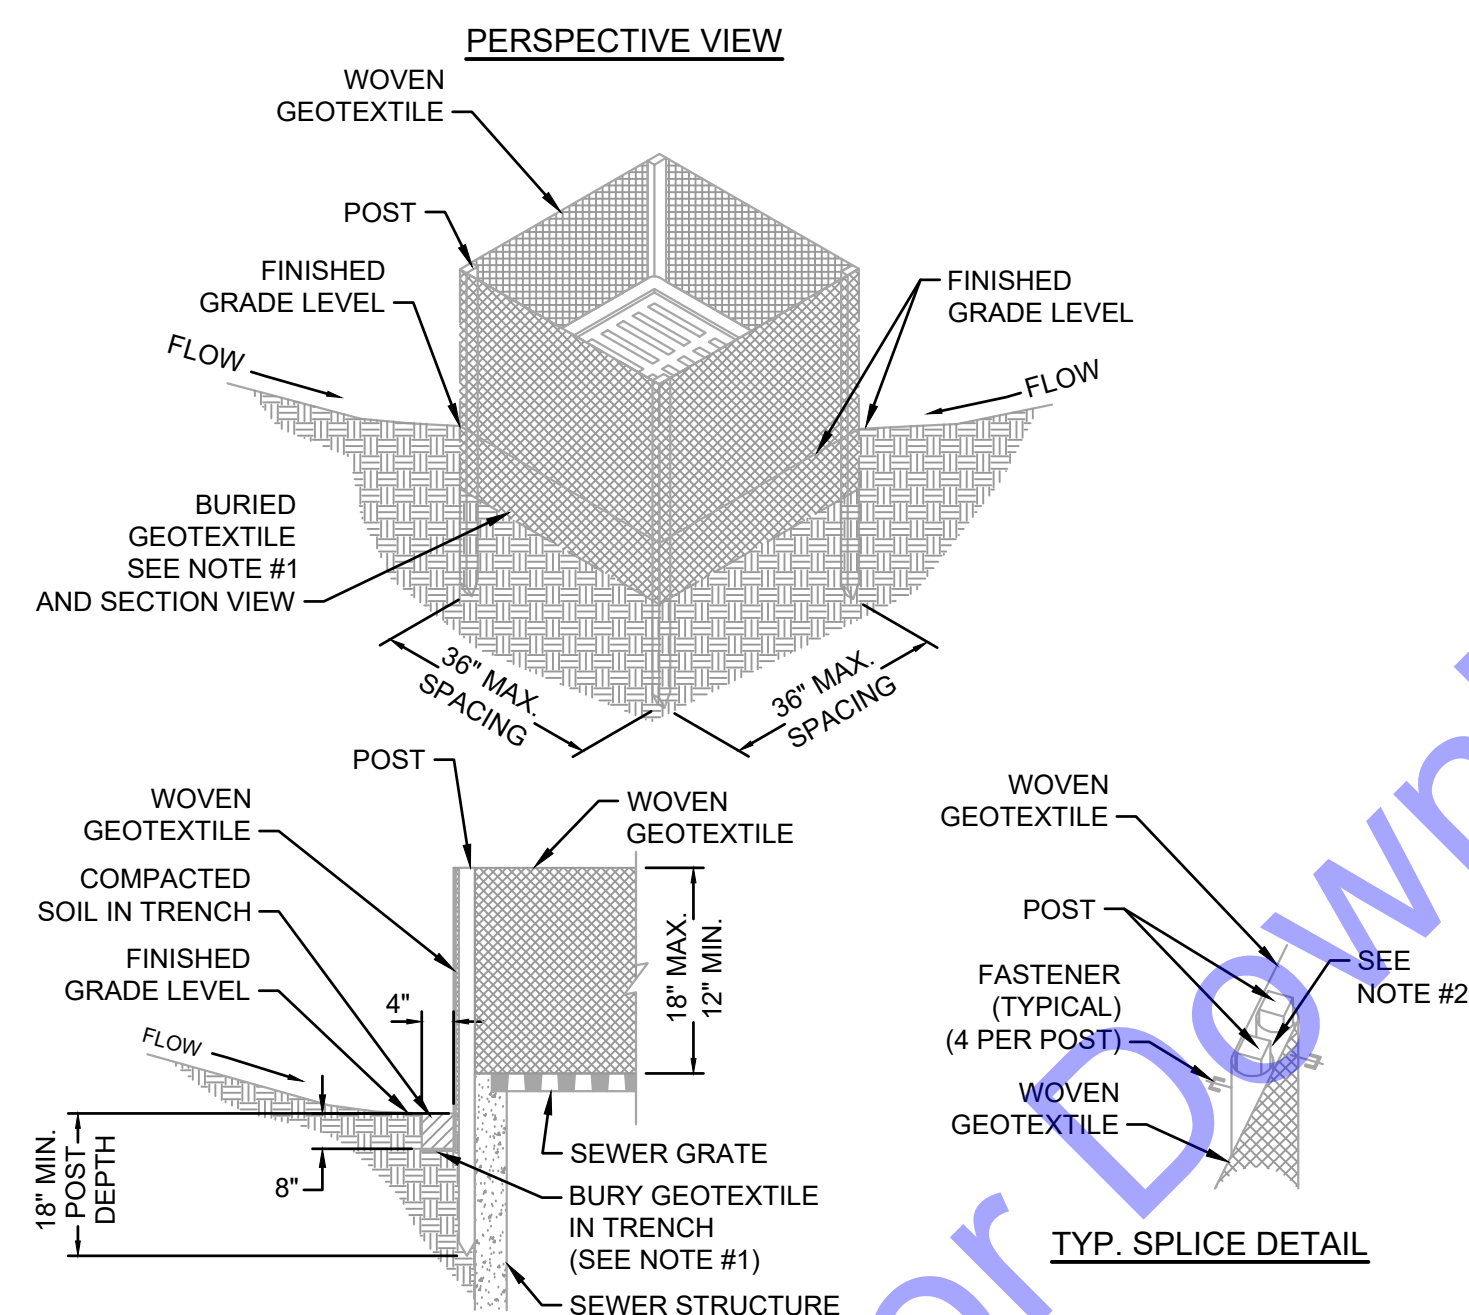 PERSPECTIVE VIEW
WOVEN
GEOTEXTILE
POST
FINISHED
GRADE LEVEL
FLOW
FINISHED
GRADE LEVEL
FLOW
BURIED
GEOTEXTILE
SEE NOTE #1
AND SECTION VIEW
36" MAX.
SPACING
36" MAX.
SPACING
POST
WOVEN
GEOTEXTILE
COMPACTED
SOIL IN TRENCH
FINISHED
GRADE LEVEL
FLOW
4"
WOVEN
GEOTEXTILE
18" MAX.
12" MIN.
18" MIN.
POST
DEPTH
8"
SEWER GRATE
BURY GEOTEXTILE
IN TRENCH
(SEE NOTE #1)
SEWER STRUCTURE
WOVEN
GEOTEXTILE
POST
SEE
NOTE #2
FASTENER
(TYPICAL)
(4 PER POST)
WOVEN
GEOTEXTILE
TYP. SPLICE DETAIL